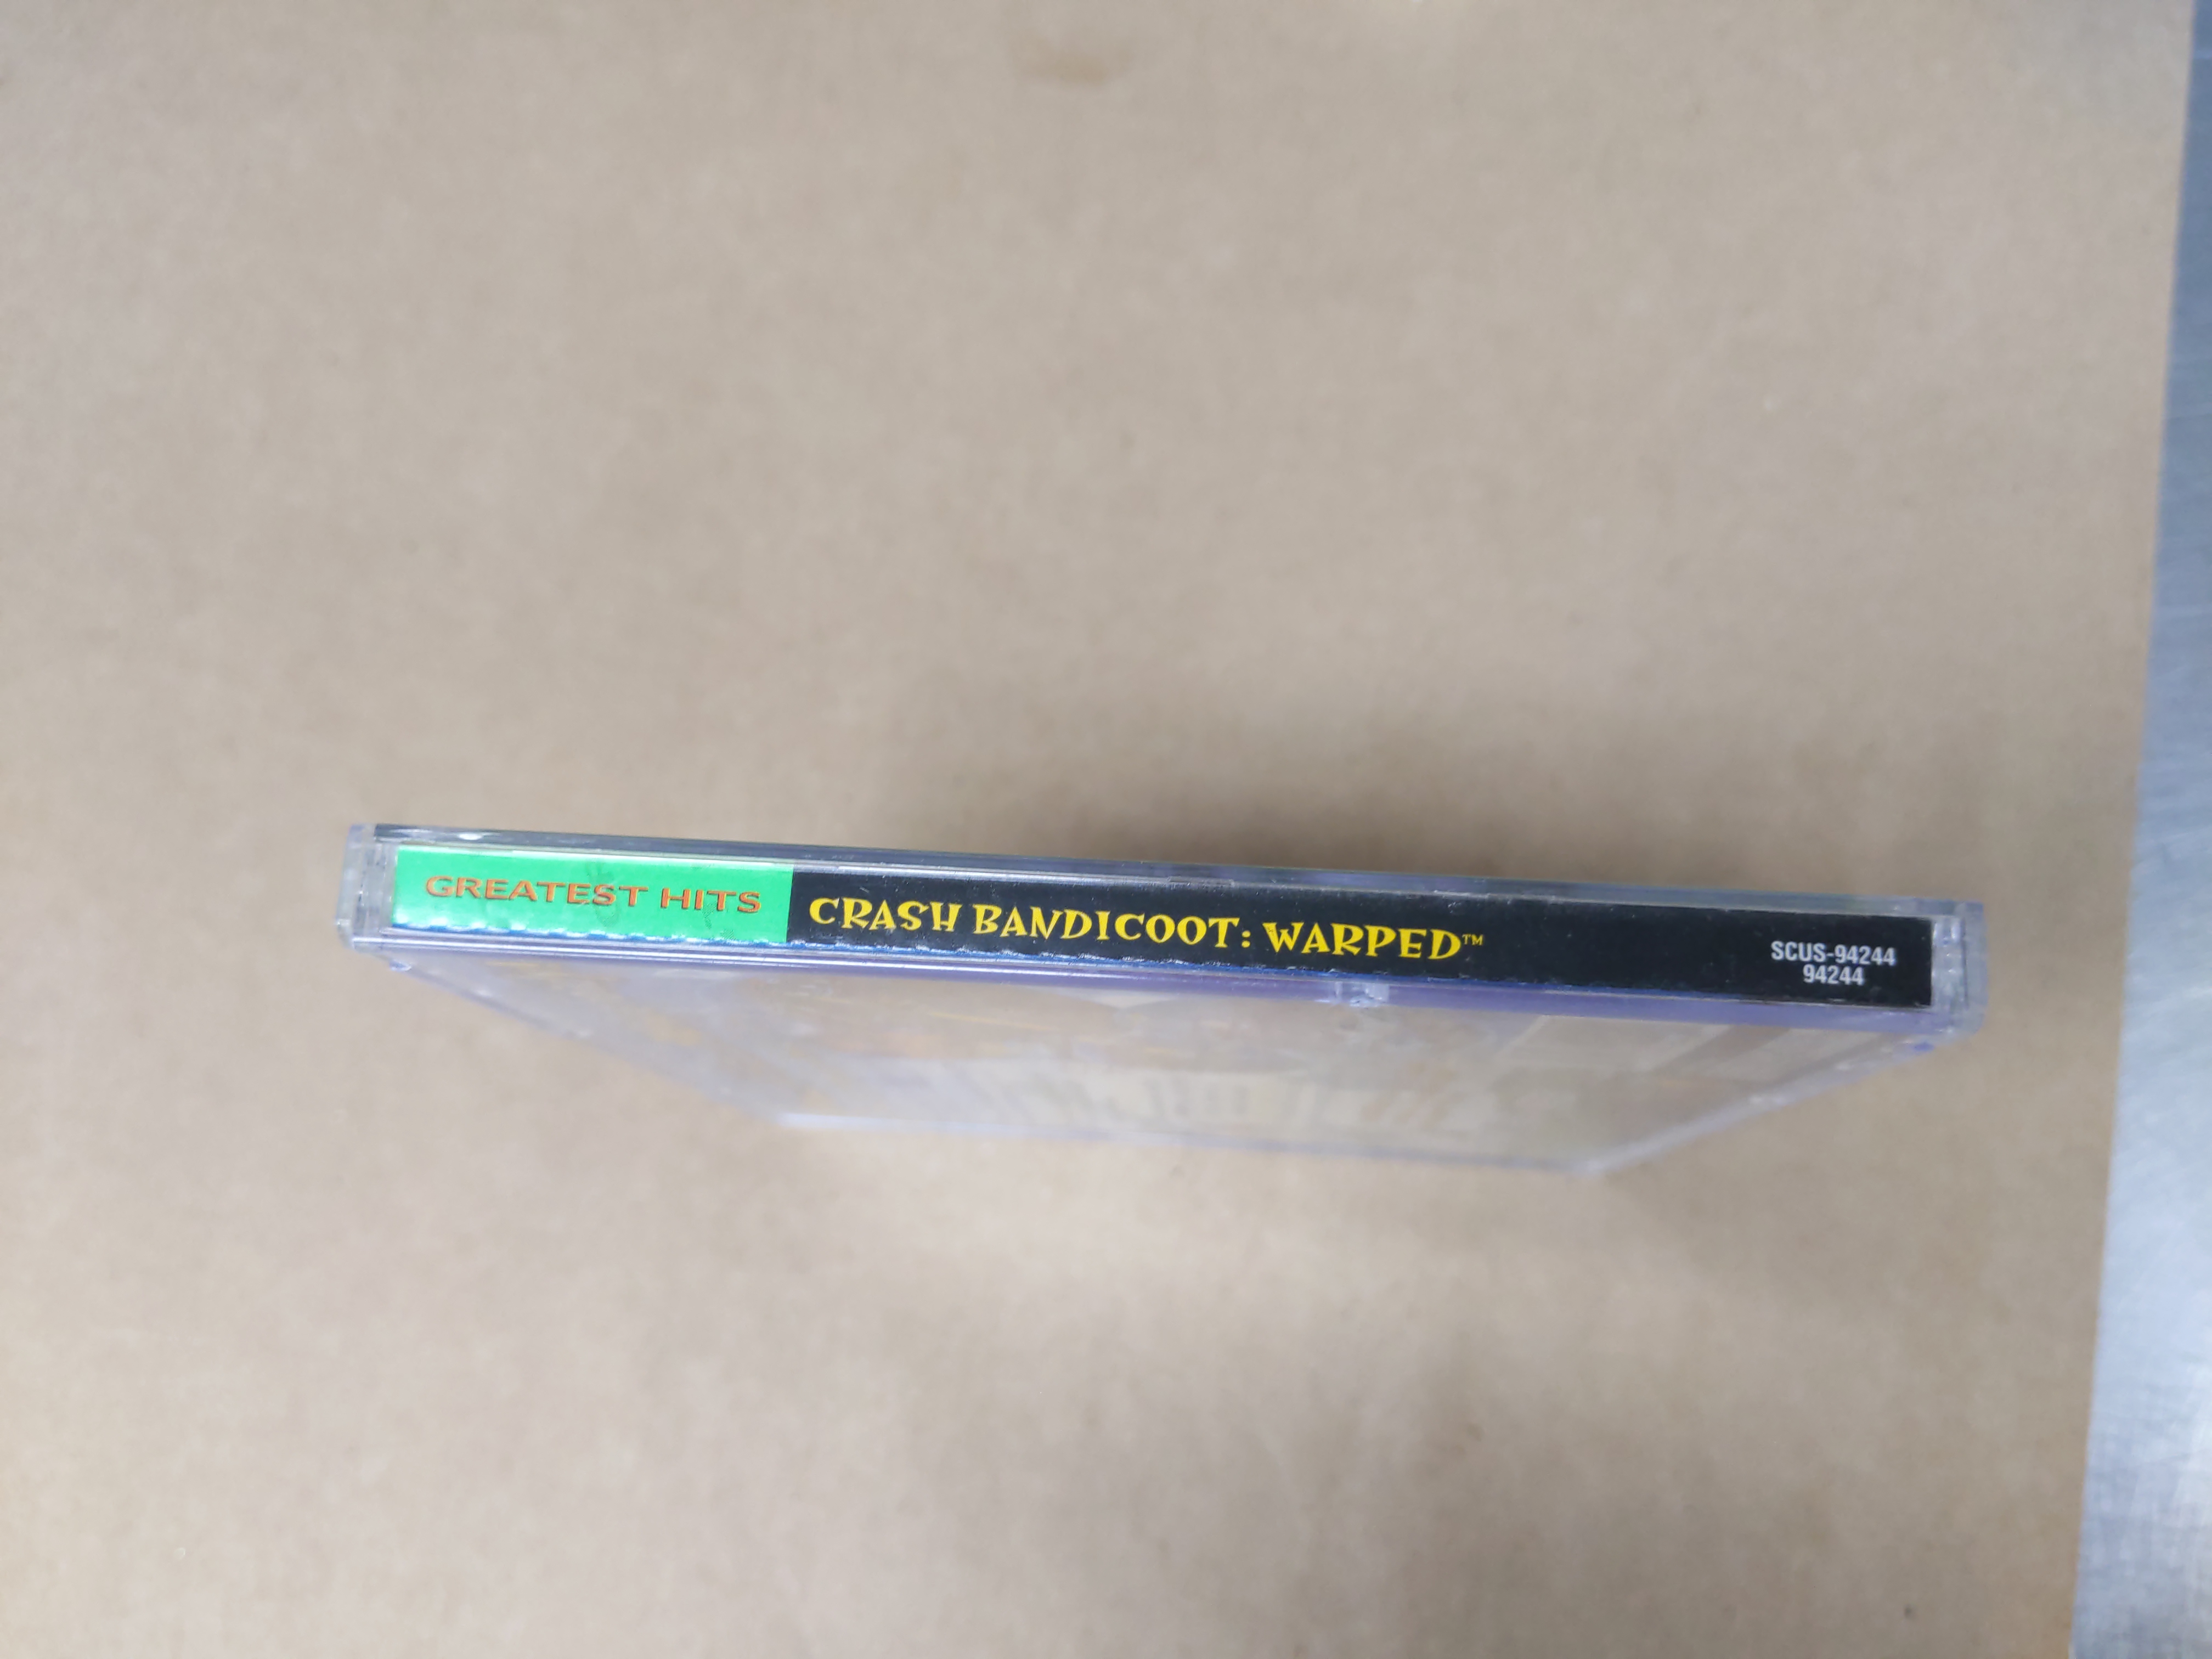 GREATEST HITS
CRASH BANDICOOT: WARPED™
SCUS-94244
94244